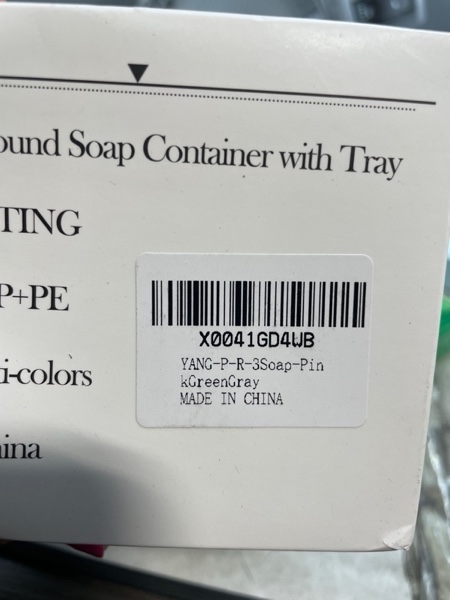 ound Soap Container with Tray
TING
P+PE
i-colors
ina
X0041GD4WB
YANG-P-R-3Soap-Pin
kGreenGray
MADE IN CHINA